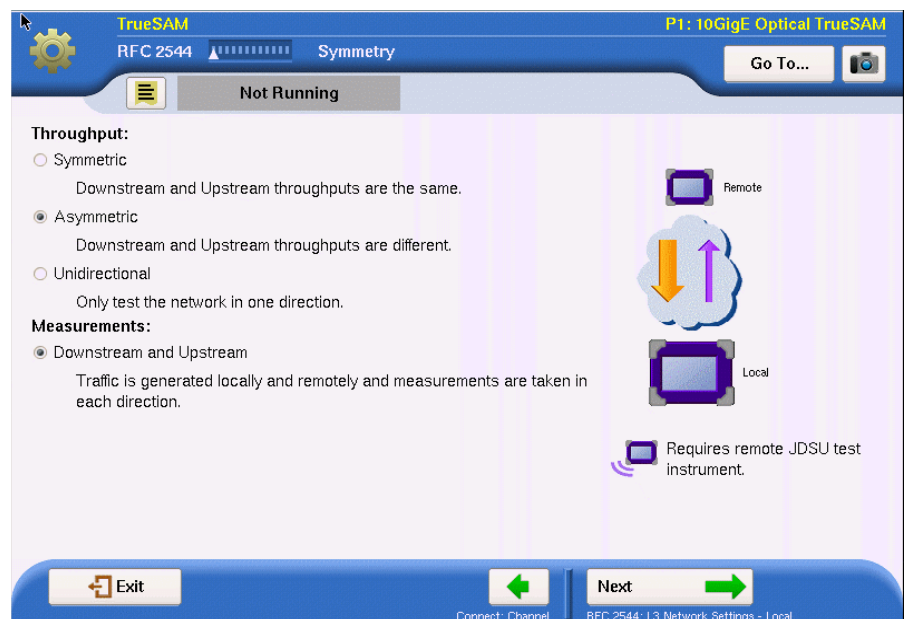 TrueSAM
P1: 10GigE Optical TrueSAM
RFC 2544
Symmetry
Go To...
Not Running
Throughput:
Symmetric
Downstream and Upstream throughputs are the same.
Asymmetric
Downstream and Upstream throughputs are different.
Unidirectional
Only test the network in one direction.
Measurements:
Downstream and Upstream
Traffic is generated locally and remotely and measurements are taken in
each direction.
Remote
Local
Requires remote JDSU test
instrument.
Exit
Next
Connect: Channel
RFC 2544: L3 Network Settings - Local